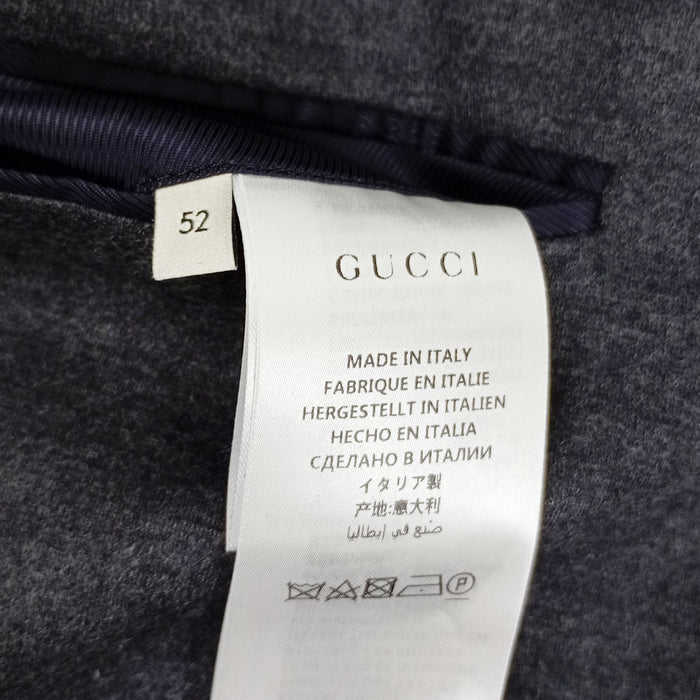 52
GUCCI
MADE IN ITALY
FABRIQUE EN ITALIE
HERGESTELLT IN ITALIEN
HECHO EN ITALIA
СДЕЛАНО В ИТАЛИИ
イタリア製
产地:意大利
صنع في إيطاليا
P